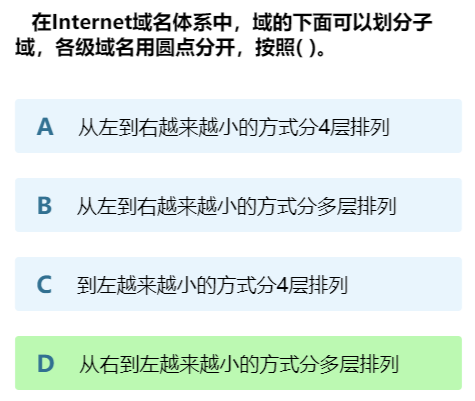 在Internet域名体系中，域的下面可以划分子
域，各级域名用圆点分开，按照( )。
A 从左到右越来越小的方式分4层排列
B 从左到右越来越小的方式分多层排列
C 到左越来越小的方式分4层排列
D 从右到左越来越小的方式分多层排列